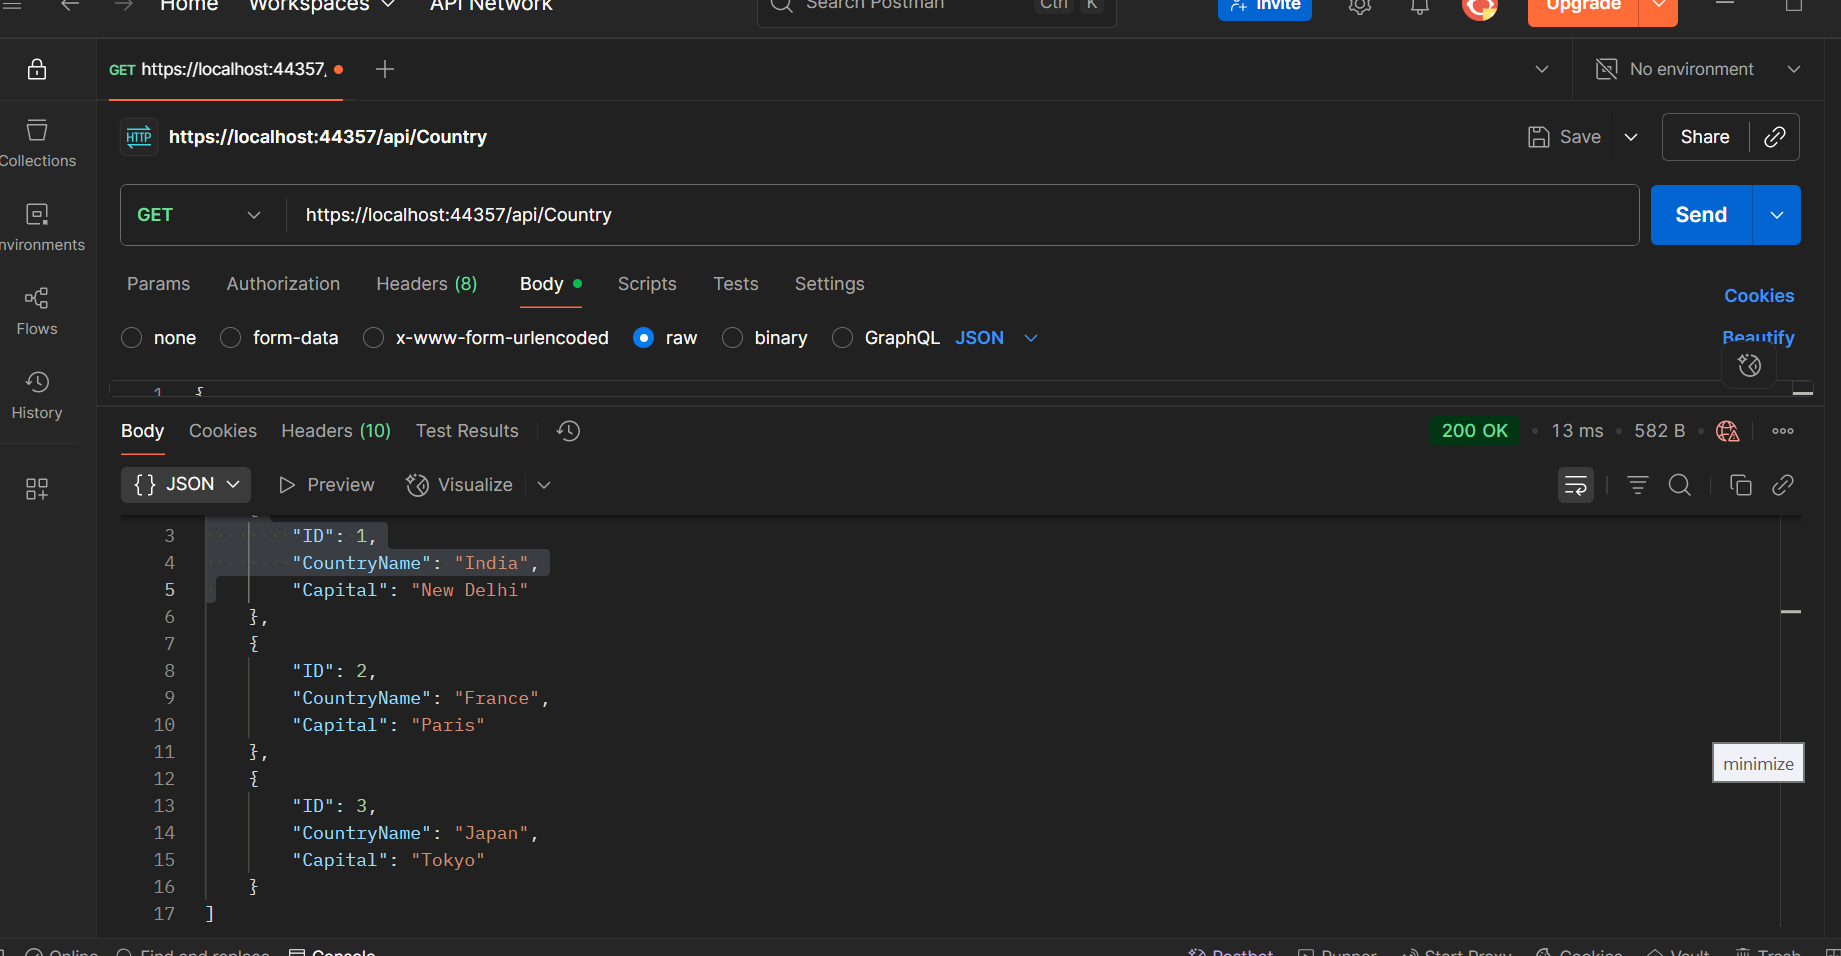 Home Workspaces API Network Search Postman Ctrl K Invite Upgrade
GET https://localhost:44357, No environment
HTTP https://localhost:44357/api/Country Save Share
GET https://localhost:44357/api/Country Send
Params Authorization Headers (8) Body Scripts Tests Settings Cookies
none form-data x-www-form-urlencoded raw binary GraphQL JSON Beautify
Collections
nvironments
Flows
History
1 {
Body Cookies Headers (10) Test Results 200 OK 13 ms 582 B
{} JSON Preview Visualize
{
3 "ID": 1,
4 "CountryName": "India",
5 "Capital": "New Delhi"
6 },
7 {
8 "ID": 2,
9 "CountryName": "France",
10 "Capital": "Paris"
11 },
12 {
13 "ID": 3,
14 "CountryName": "Japan",
15 "Capital": "Tokyo"
16 }
17 ]
minimize
Online Find and replace Console Postbot Runner Start Proxy Cookies Vault Trash